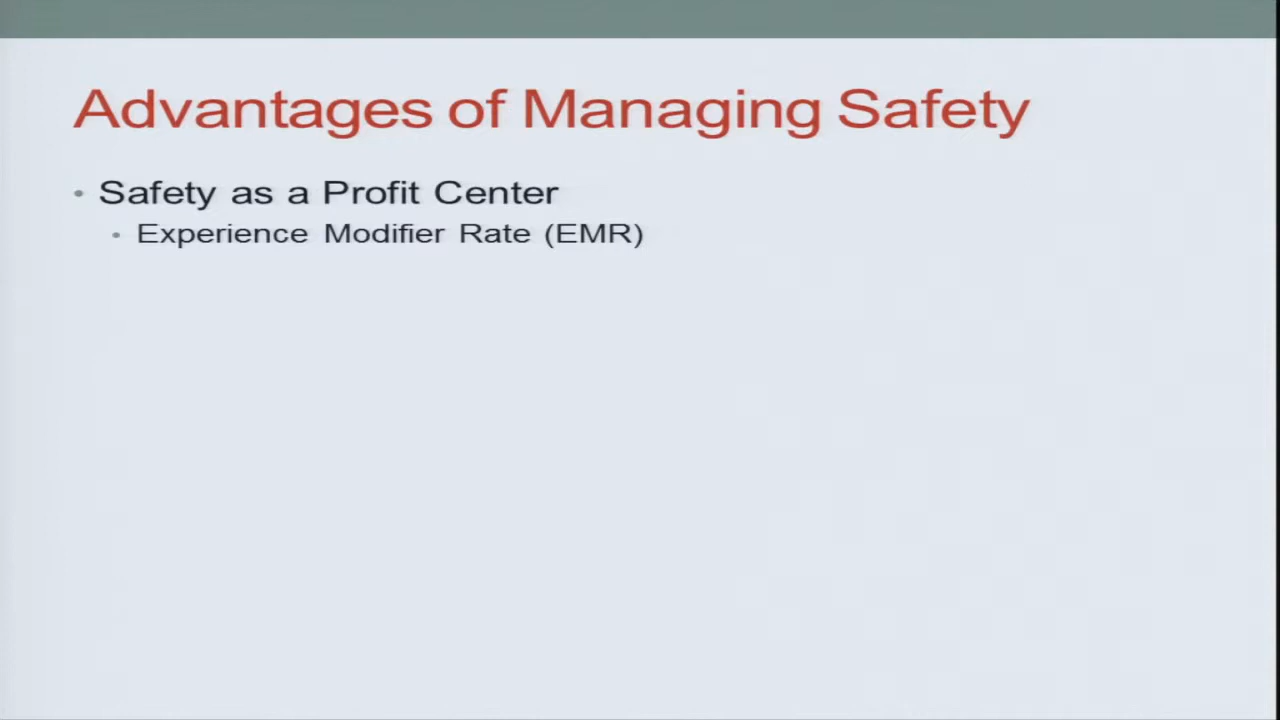 Advantages of Managing Safety
• Safety as a Profit Center
• Experience Modifier Rate (EMR)